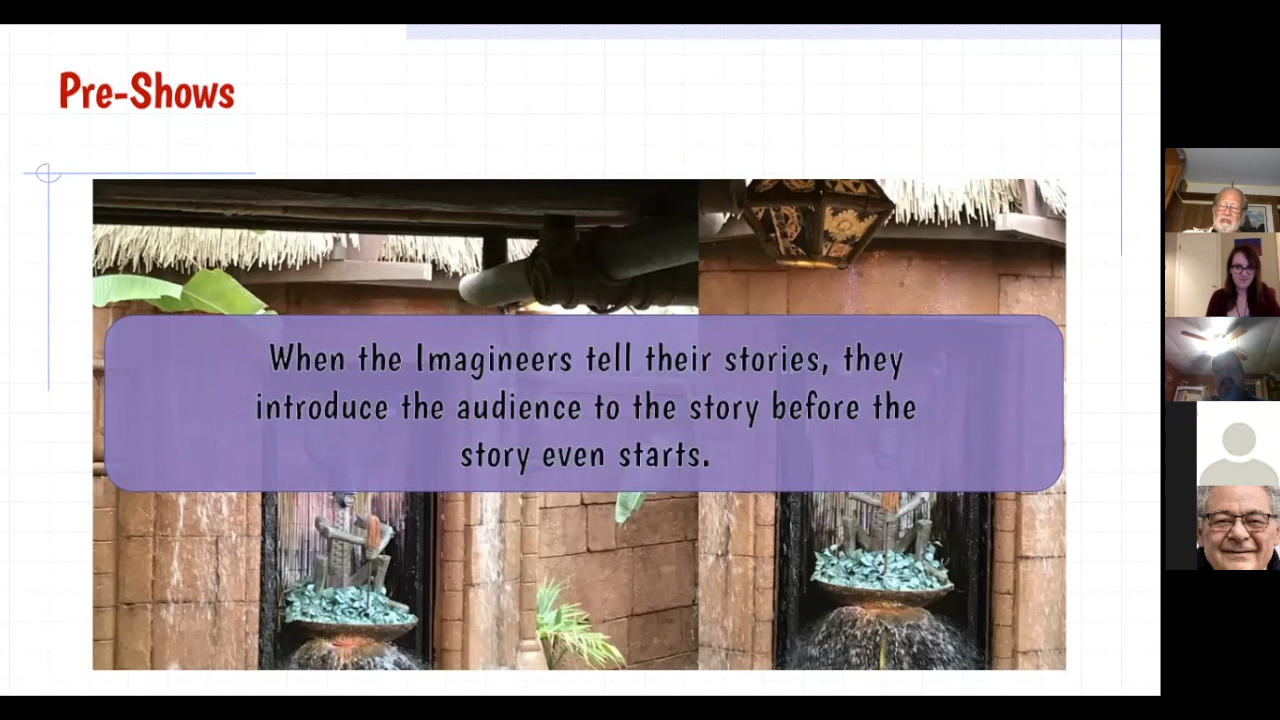 Pre-Shows
When the Imagineers tell their stories, they
introduce the audience to the story before the
story even starts.